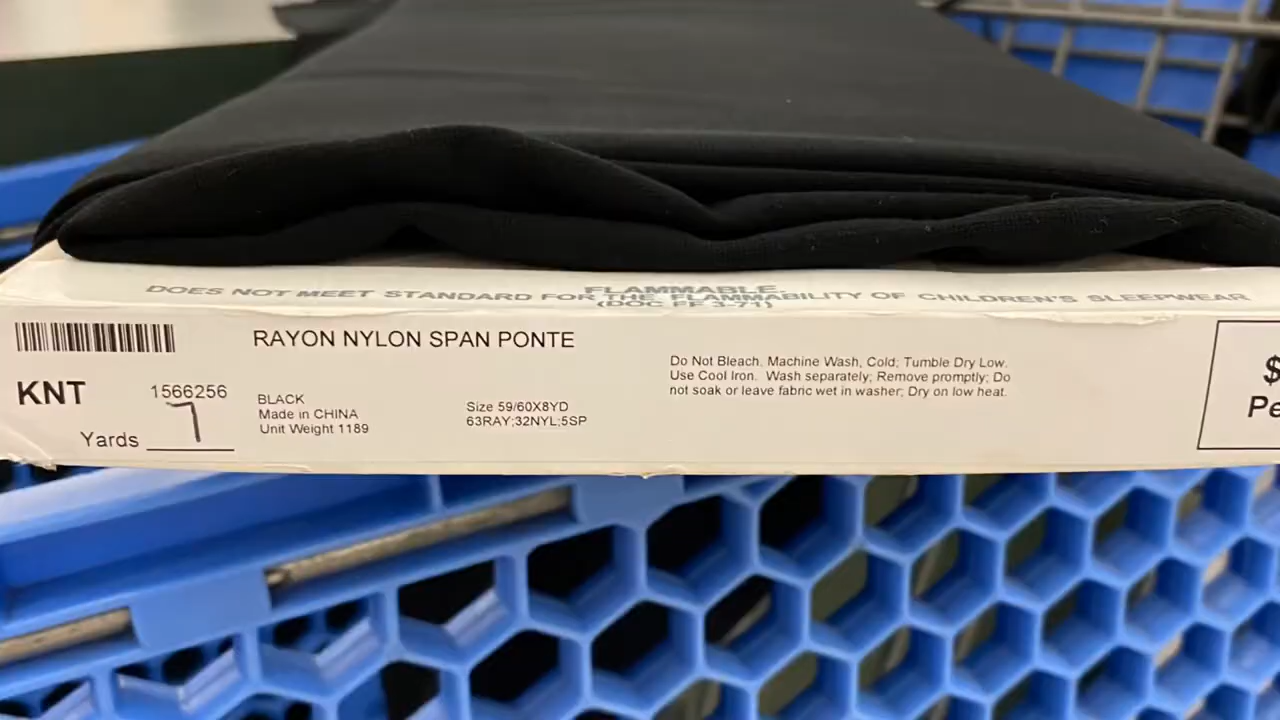 FLAMMABLE.
DOES NOT MEET STANDARD FOR THE FLAMMABILITY OF CHILDREN'S SLEEPWEAR
(DOC FF 3-71)
RAYON NYLON SPAN PONTE
KNT
1566256
Yards 7
BLACK
Made in CHINA
Unit Weight 1189
Size 59/60X8YD
63RAY;32NYL;5SP
Do Not Bleach. Machine Wash, Cold; Tumble Dry Low.
Use Cool Iron. Wash separately; Remove promptly; Do
not soak or leave fabric wet in washer; Dry on low heat.
$